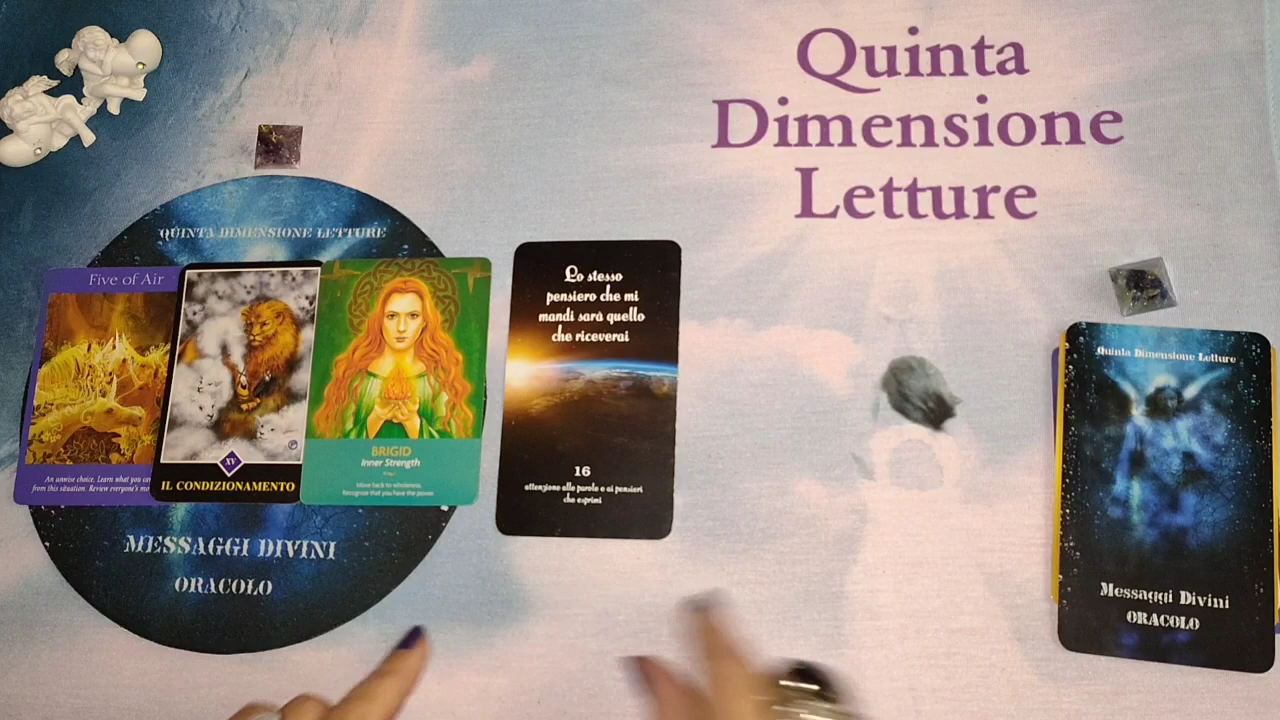 Quinta
Dimensione
Letture
QUINTA DIMENSIONE LETTURE
Five of Air
An unwise choice. Learn what you
from this situation. Review everyone's
XV
IL CONDIZIONAMENTO
BRIGID
Inner Strength
Move back to wholeness.
Recognize that you have the power.
Lo stesso
pensiero che mi
mandi sarà quello
che riceverai
16
attenzione alle parole e ai pensieri
che esprimi
MESSAGGI DIVINI
ORACOLO
Quinta Dimensione Letture
Messaggi Divini
ORACOLO